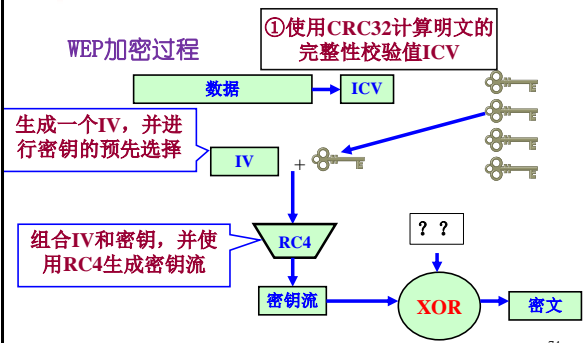 ①使用CRC32计算明文的
完整性校验值ICV
WEP加密过程
数据
ICV
生成一个IV，并进
行密钥的预先选择
IV
+
组合IV和密钥，并使
用RC4生成密钥流
RC4
？？
密钥流
XOR
密文